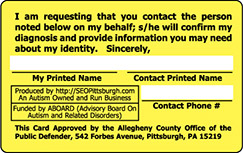 I am requesting that you contact the person
noted below on my behalf; s/he will confirm my
diagnosis and provide information you may need
about my identity.   Sincerely,
My Printed Name
Contact Printed Name
Produced by http://SEOPittsburgh.com
An Autism Owned and Run Business
Funded by ABOARD (Advisory Board On
Autism and Related Disorders)
Contact Phone #
This Card Approved by the Allegheny County Office of the
Public Defender, 542 Forbes Avenue, Pittsburgh, PA 15219